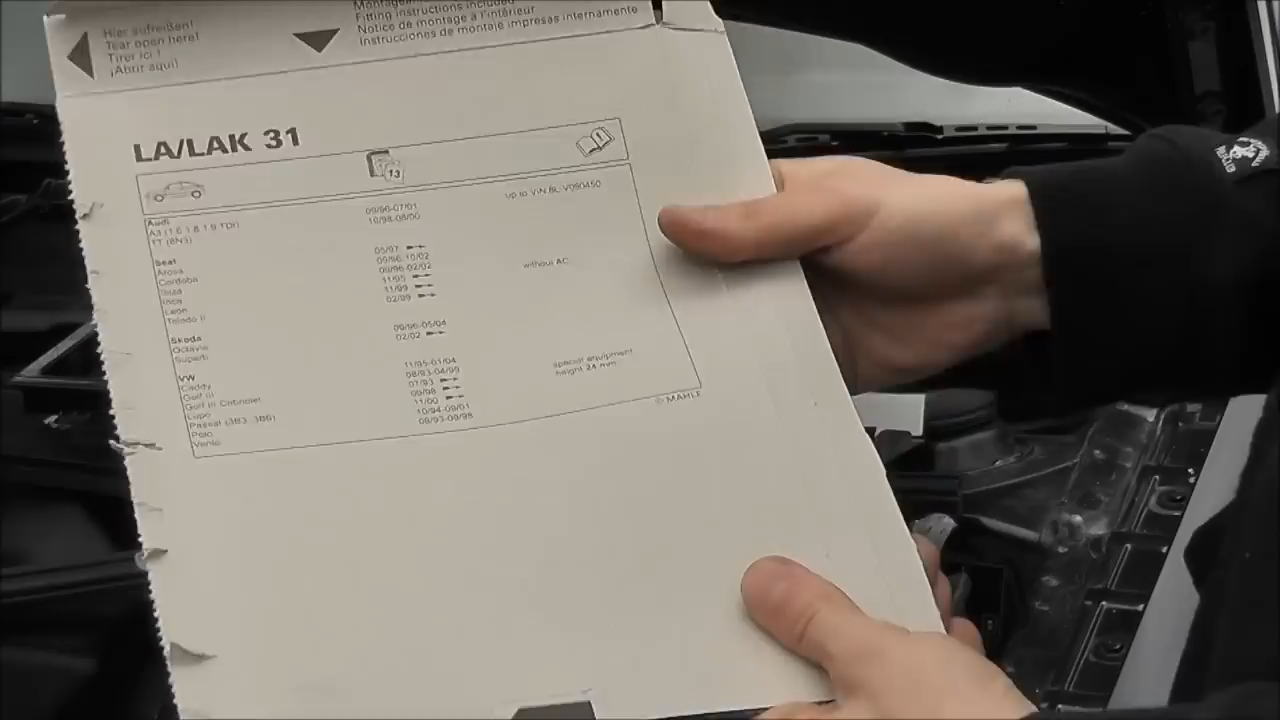 Hier aufreißen!
Tear open here!
Tirer ici !
¡Abrir aquí!
Fitting instructions included
Notice de montage à l'intérieur
Instrucciones de montaje impresas internamente
LA/LAK 31
13
Audi
A3 (1.6 1.8 1.9 TDI) 09/96-07/01 up to VIN 8L-V090450
TT (8N3) 10/98-08/00
Seat
Arosa 05/97
Cordoba 09/96-10/02
Ibiza 09/96-02/02 without AC
Inca 11/95
Leon 11/99
Toledo II 02/99
Skoda
Octavia 09/96-05/04
Superb 02/02
VW
Caddy 11/95-01/04
Golf III 08/93-04/99 special equipment
Golf III Cabriolet 07/93 height 24 mm
Lupo 09/98
Passat (3B3, 3B6) 11/00
Polo 10/94-09/01
Vento 09/93-09/98
© MAHLE